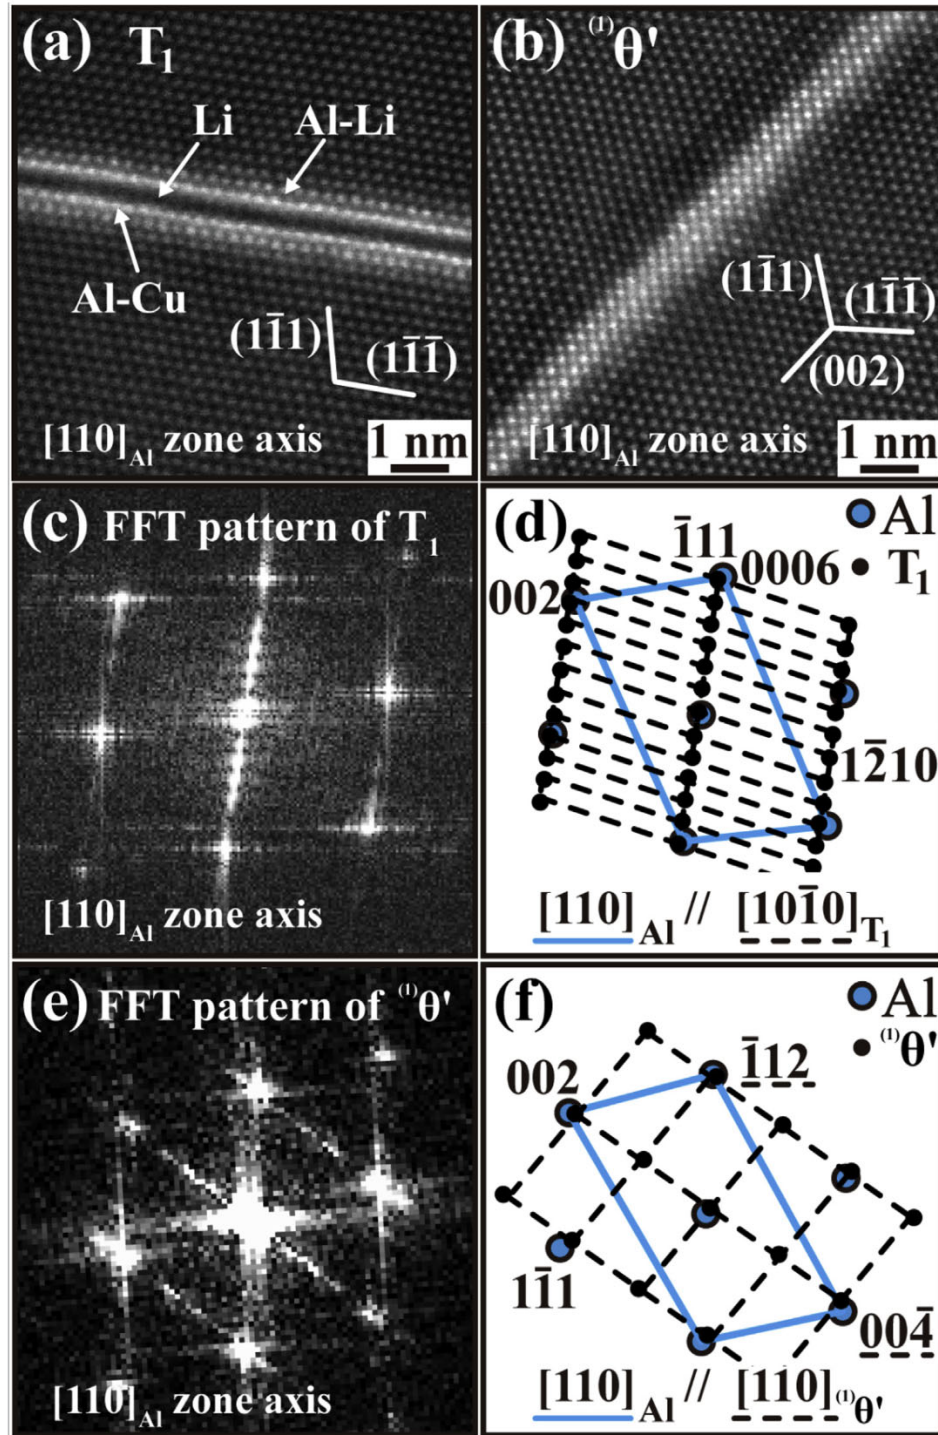 (a) T₁
Li
Al-Li
Al-Cu
(11̄1)
(11̄1̄)
[110]Al zone axis
1 nm
(b) ⁽¹⁾θ'
(11̄1)
(11̄1̄)
(002)
[110]Al zone axis
1 nm
(c) FFT pattern of T₁
[110]Al zone axis
(d)
Al
T₁
1̄11
0006
002
12̄10
[110]Al // [101̄0]T₁
(e) FFT pattern of ⁽¹⁾θ'
[110]Al zone axis
(f)
Al
⁽¹⁾θ'
002
1̄12
11̄1
004̄
[110]Al // [110]⁽¹⁾θ'